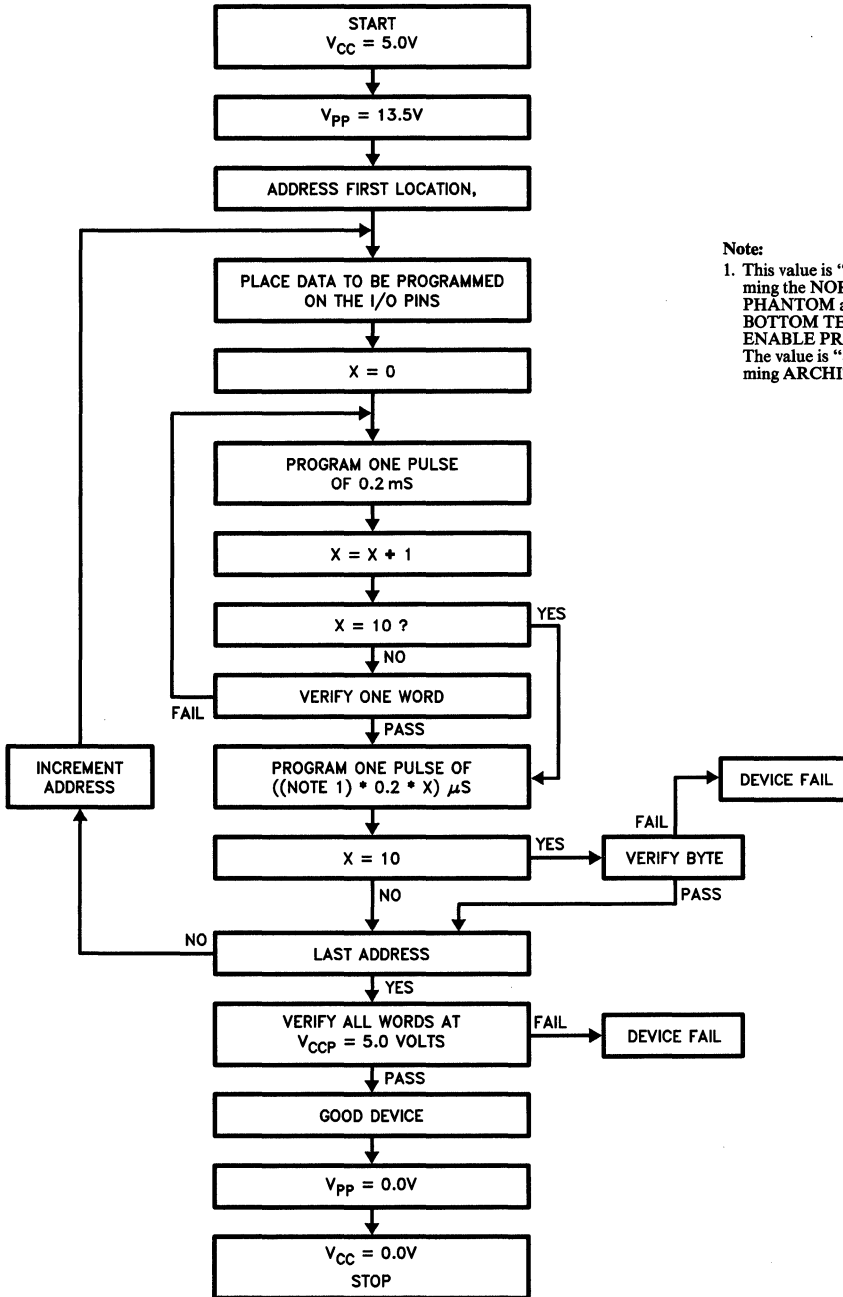 START
V_CC = 5.0V
V_PP = 13.5V
ADDRESS FIRST LOCATION,
PLACE DATA TO BE PROGRAMMED
ON THE I/O PINS
X = 0
PROGRAM ONE PULSE
OF 0.2 mS
X = X + 1
X = 10 ?
YES
NO
VERIFY ONE WORD
FAIL
PASS
INCREMENT
ADDRESS
PROGRAM ONE PULSE OF
((NOTE 1) * 0.2 * X) μS
DEVICE FAIL
FAIL
X = 10
YES
VERIFY BYTE
NO
PASS
NO
LAST ADDRESS
YES
VERIFY ALL WORDS AT
V_CCP = 5.0 VOLTS
FAIL
DEVICE FAIL
PASS
GOOD DEVICE
V_PP = 0.0V
V_CC = 0.0V
STOP
Note:
1. This value is "
ming the NO
PHANTOM
BOTTOM TE
ENABLE PR
The value is "
ming ARCHI